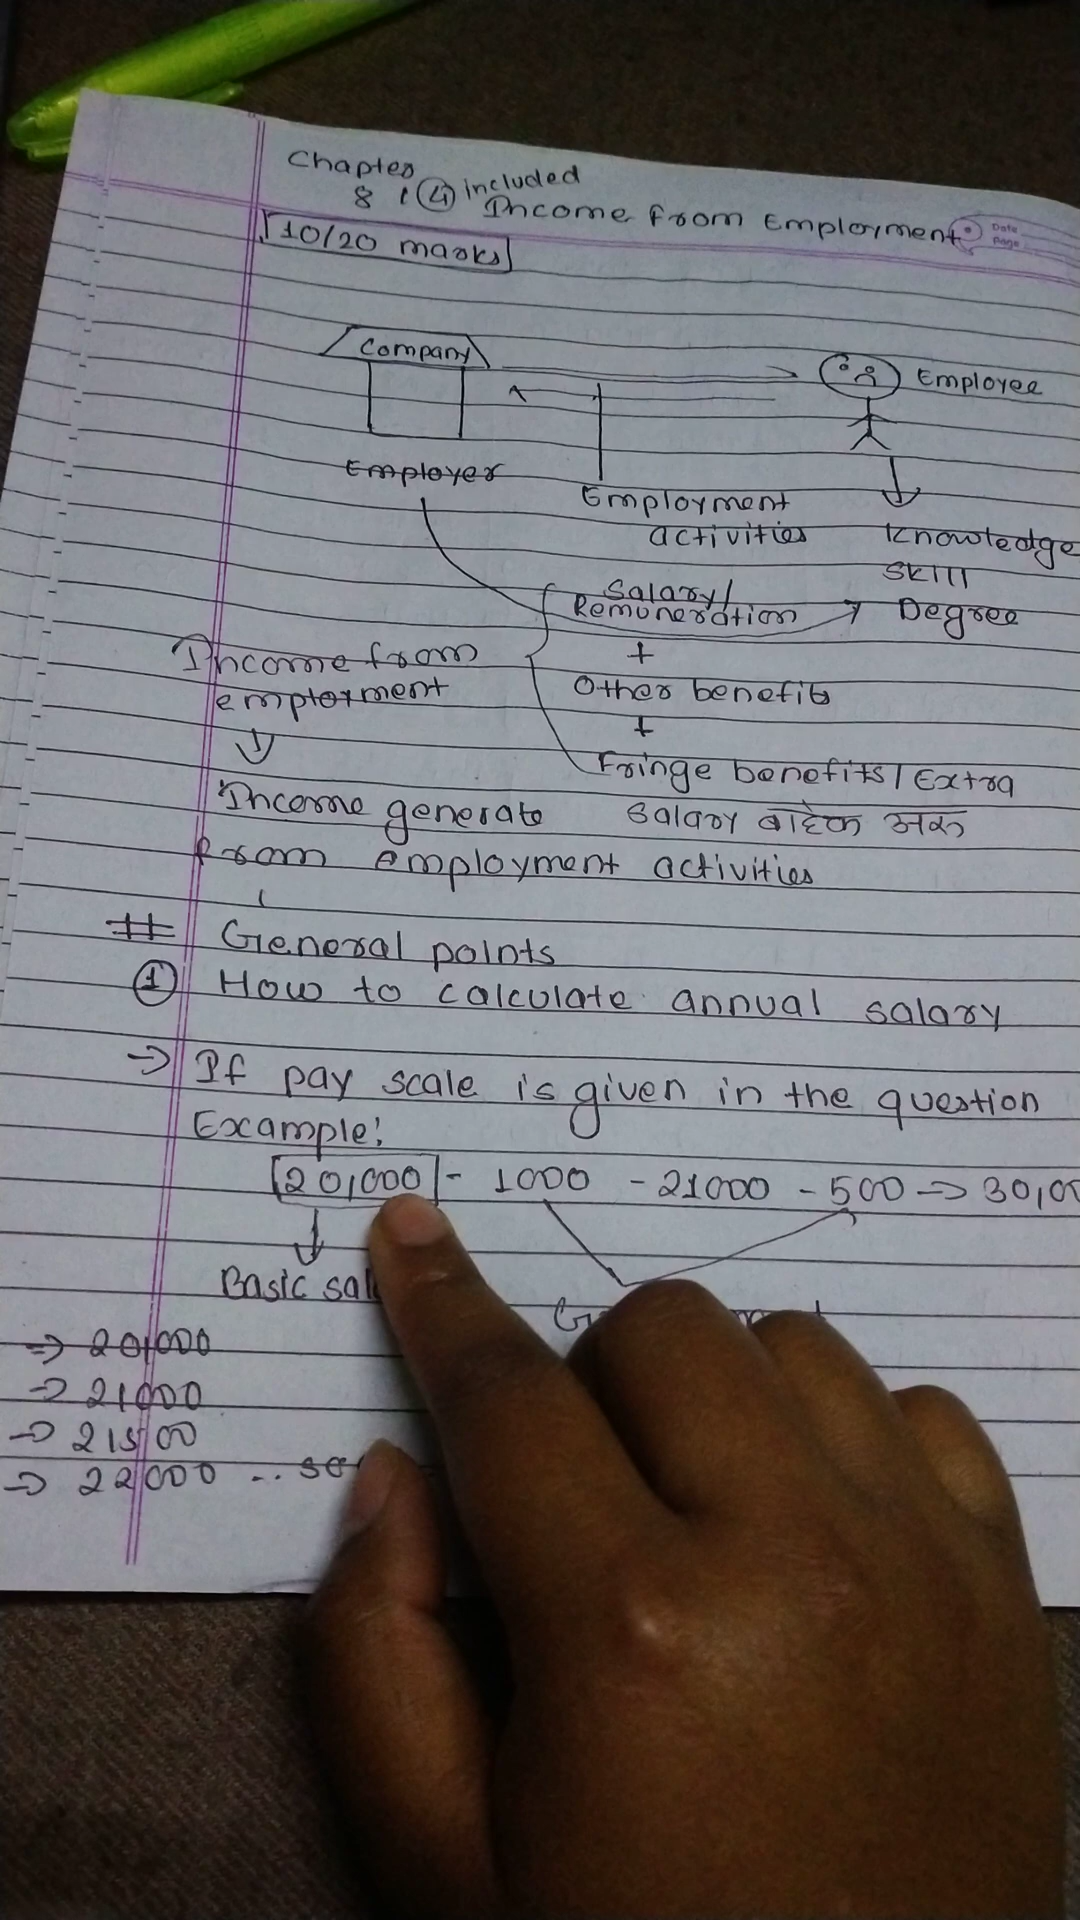 Chapter
8 ④ included
Income from Employment
Date
Page
10/20 marks
Company
Employee
Employer
Employment
activities
Knowledge
Skill
Degree
Salary/
Remuneration
+
Other benefits
+
Fringe benefits/Extra
Salary बाहेक अरू
Income from
employment
Income generate
from employment activities
# General points
① How to calculate annual salary
→ If pay scale is given in the question
Example:
20,000 - 1000 - 21000 - 500 → 30,00
Basic sal
⇒ 20,000
→ 21000
→ 21500
→ 22000 ..